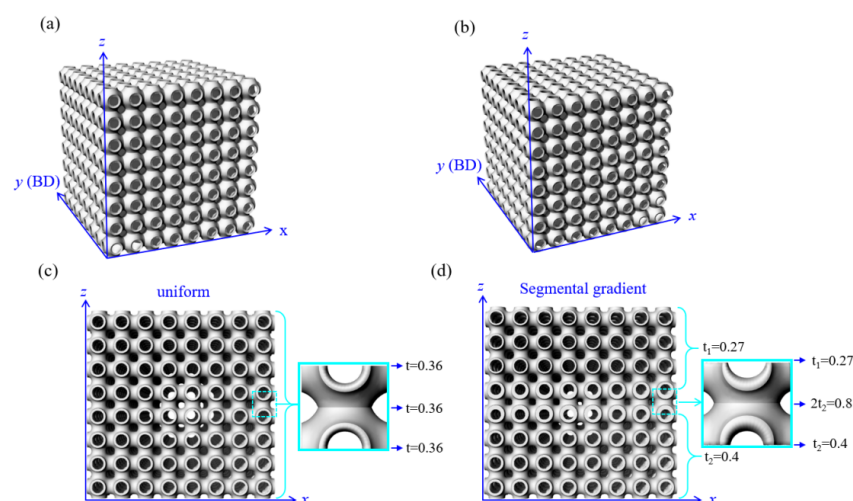 (a)
z
y (BD)
x
(b)
z
y (BD)
x
(c)
uniform
z
t=0.36
t=0.36
t=0.36
x
(d)
Segmental gradient
z
t₁=0.27
t₁=0.27
2t₂=0.8
t₂=0.4
t₂=0.4
x